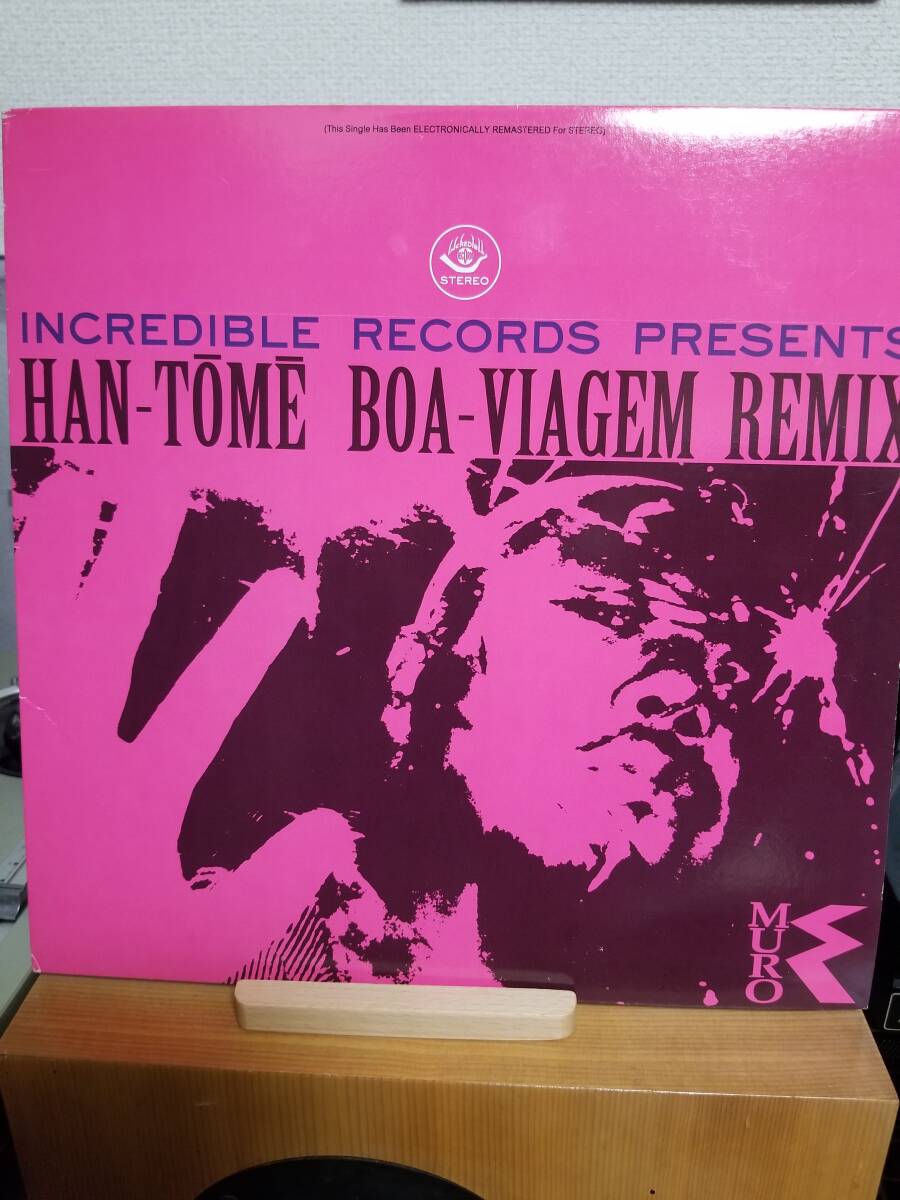 (This Single Has Been ELECTRONICALLY REMASTERED For STEREO)
STEREO
INCREDIBLE RECORDS PRESENTS
HAN-TŌMĒ BOA-VIAGEM REMIX
MURO